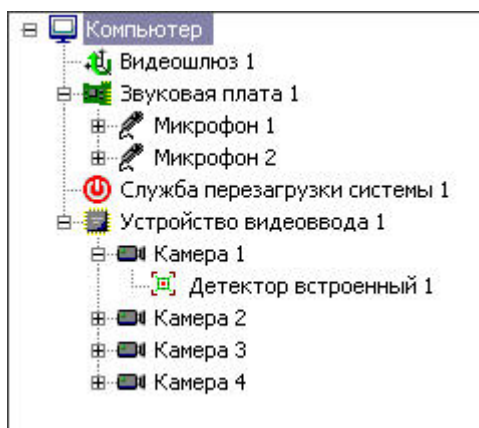 Компьютер
Видеошлюз 1
Звуковая плата 1
Микрофон 1
Микрофон 2
Служба перезагрузки системы 1
Устройство видеоввода 1
Камера 1
Детектор встроенный 1
Камера 2
Камера 3
Камера 4